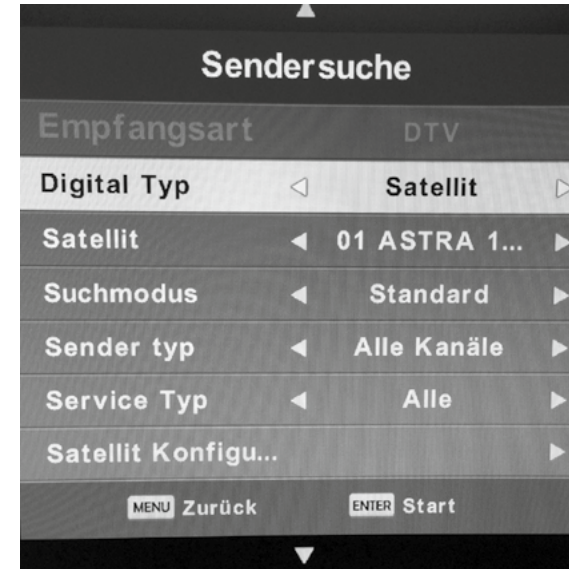 Sendersuche
Empfangsart DTV
Digital Typ Satellit
Satellit 01 ASTRA 1...
Suchmodus Standard
Sender typ Alle Kanäle
Service Typ Alle
Satellit Konfigu...
MENU Zurück ENTER Start